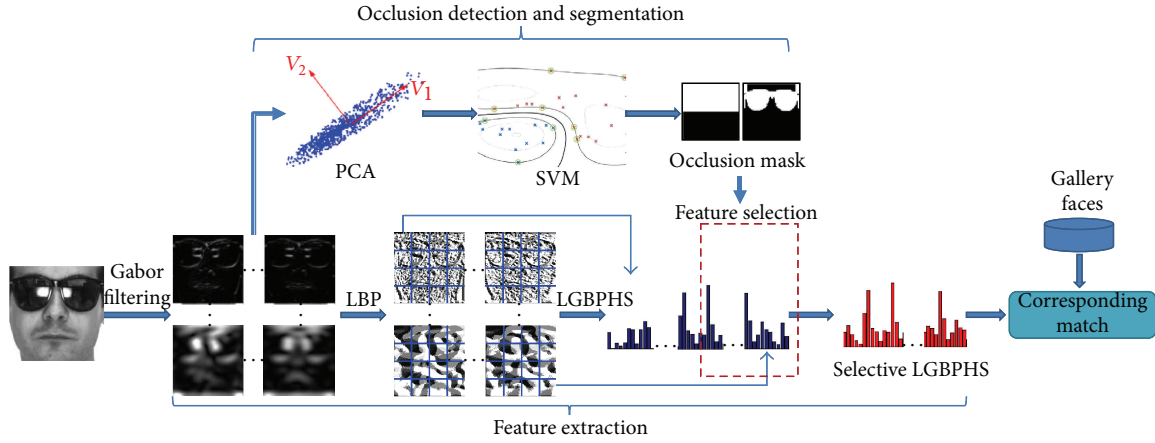 Occlusion detection and segmentation
V2
V1
PCA
SVM
Occlusion mask
Gallery
faces
Feature selection
Gabor
filtering
LBP
LGBPHS
Corresponding
match
Selective LGBPHS
Feature extraction